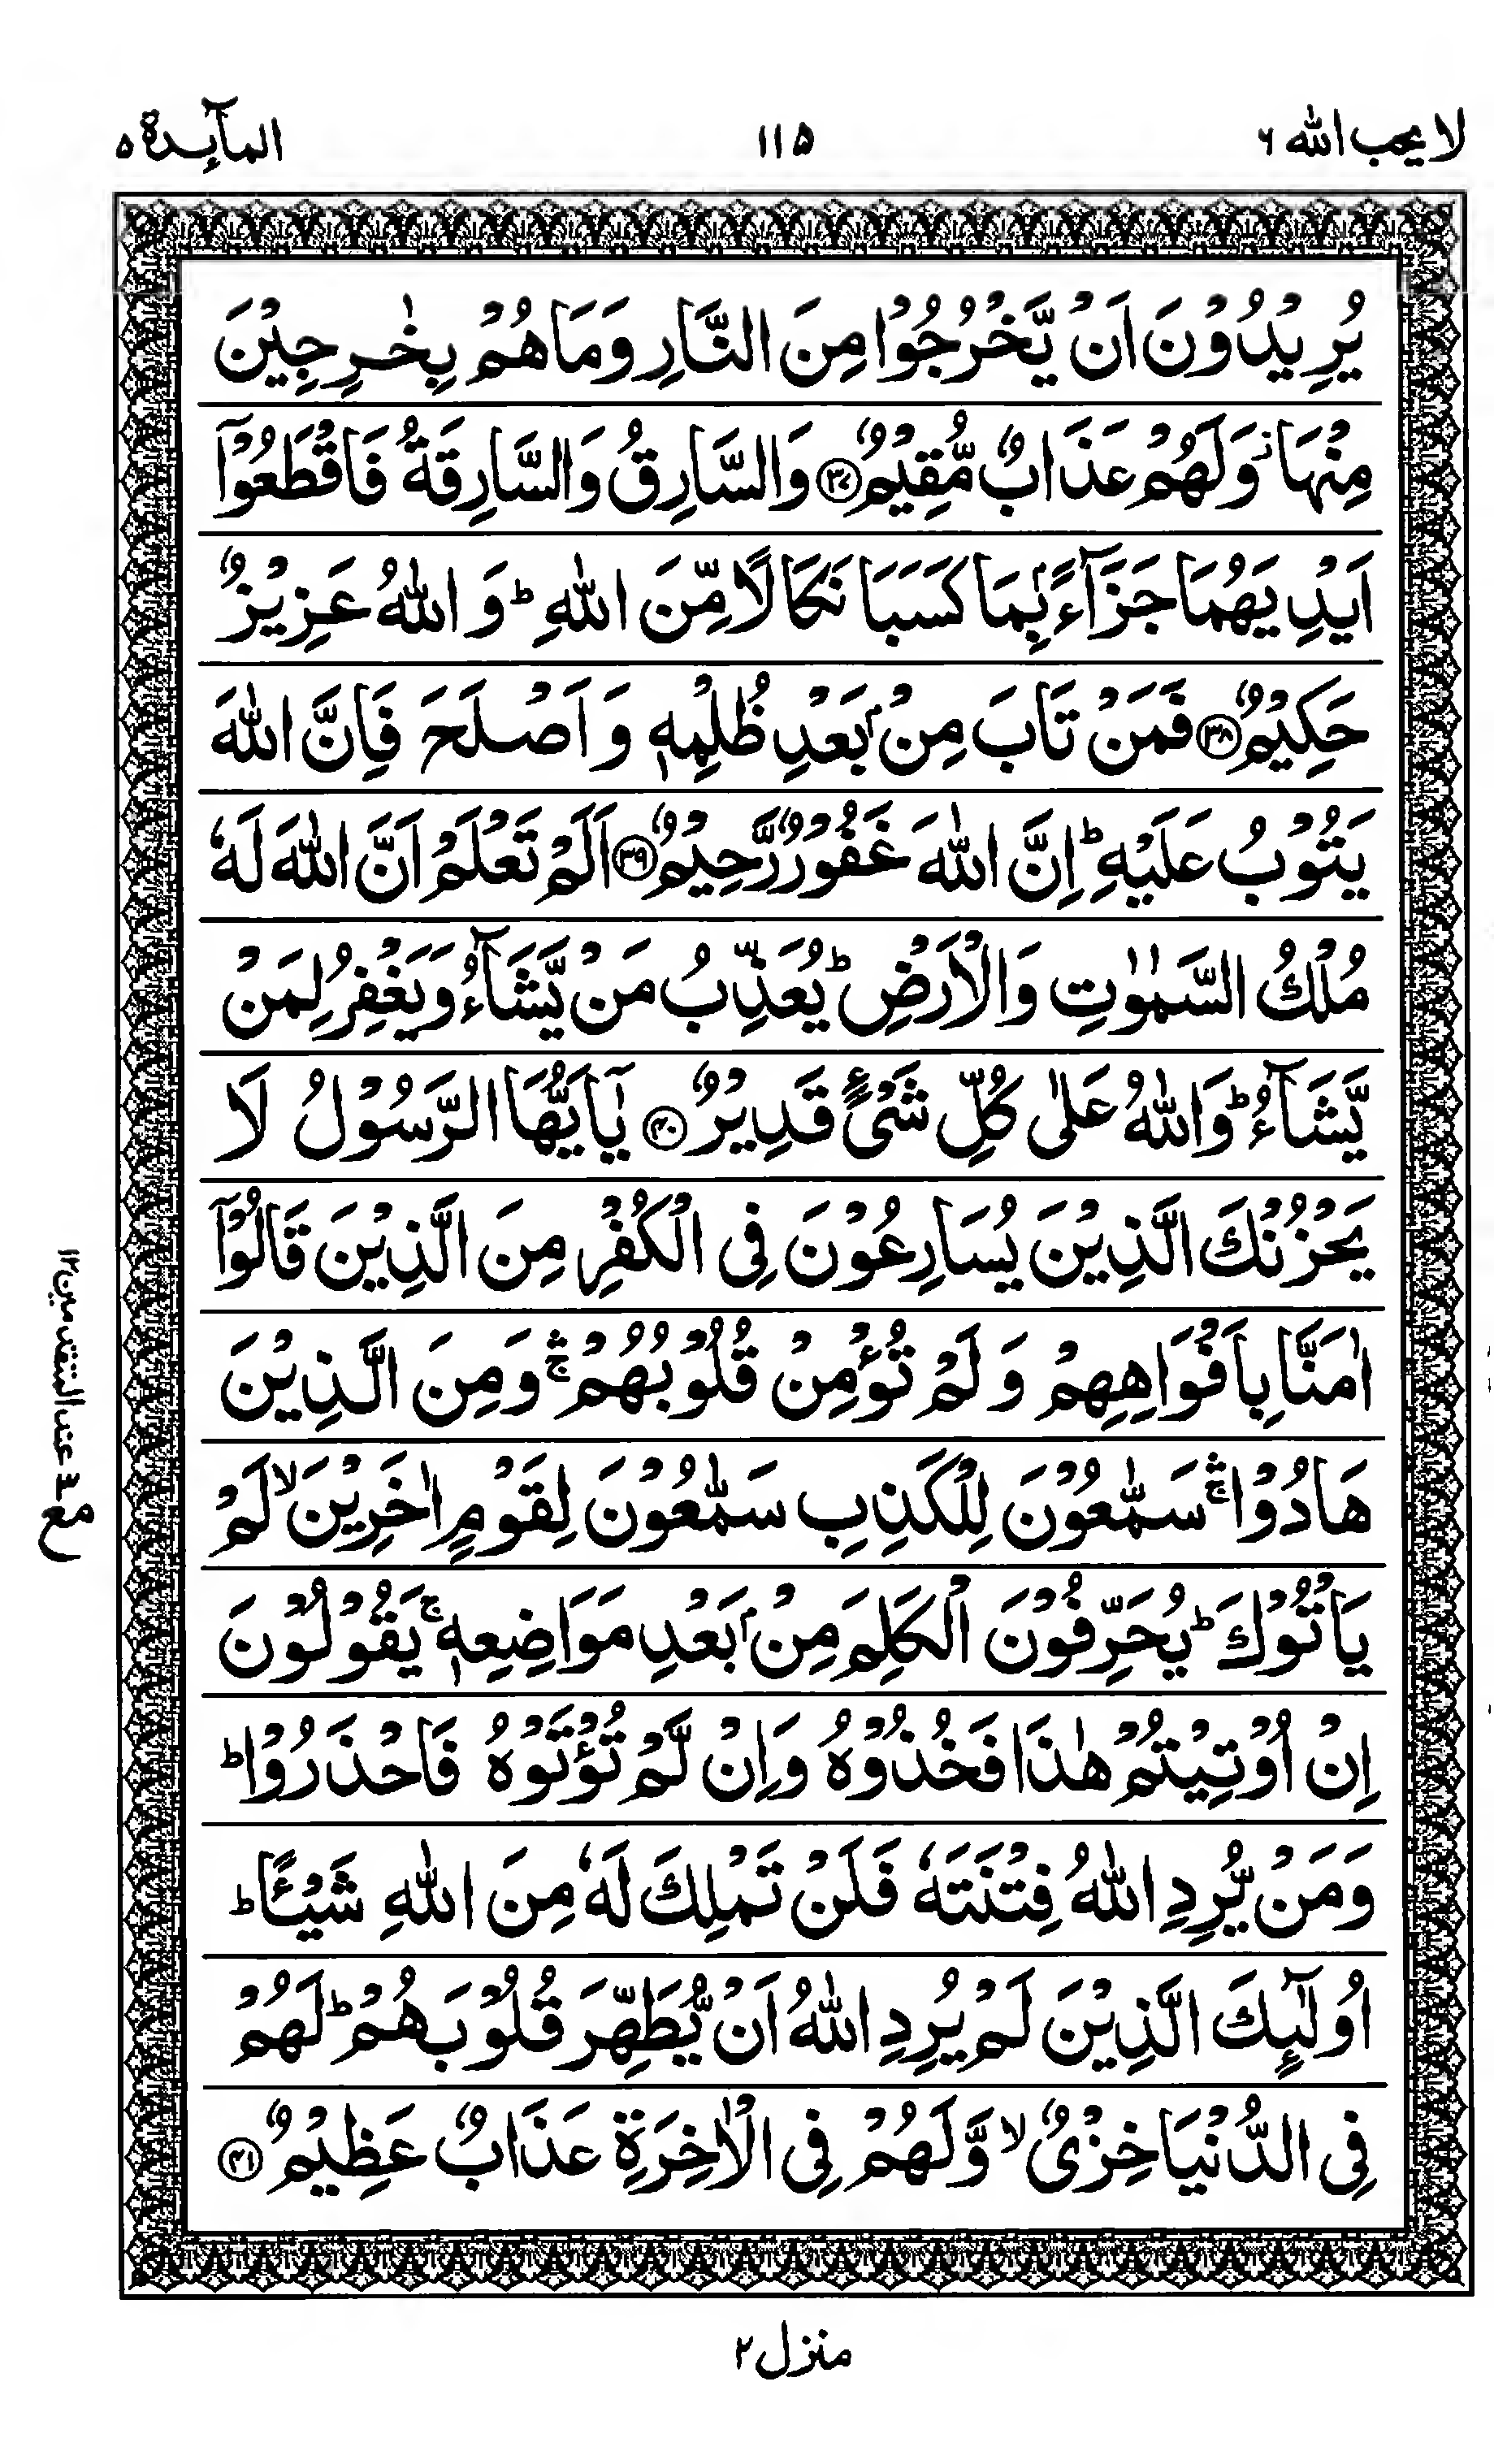 لا يحب الله ٦
١١٥
المآئدة ٥
يُرِيْدُوْنَ اَنْ يَّخْرُجُوْا مِنَ النَّارِ وَمَا هُمْ بِخٰرِجِيْنَ
مِنْهَا ؗ وَلَهُمْ عَذَابٌ مُّقِيْمٌ ﴿۳۷﴾ وَالسَّارِقُ وَالسَّارِقَةُ فَاقْطَعُوْۤا
اَيْدِيَهُمَا جَزَآءًۢ بِمَا كَسَبَا نَكَالًا مِّنَ اللّٰهِ ؕ وَ اللّٰهُ عَزِيْزٌ
حَكِيْمٌ ﴿۳۸﴾ فَمَنْ تَابَ مِنْۢ بَعْدِ ظُلْمِهٖ وَ اَصْلَحَ فَاِنَّ اللّٰهَ
يَتُوْبُ عَلَيْهِ ؕ اِنَّ اللّٰهَ غَفُوْرٌ رَّحِيْمٌ ﴿۳۹﴾ اَلَمْ تَعْلَمْ اَنَّ اللّٰهَ لَهٗ
مُلْكُ السَّمٰوٰتِ وَالْاَرْضِ ؕ يُعَذِّبُ مَنْ يَّشَآءُ وَيَغْفِرُ لِمَنْ
يَّشَآءُ ؕ وَاللّٰهُ عَلٰى كُلِّ شَىْءٍ قَدِيْرٌ ﴿۴۰﴾ يٰۤاَيُّهَا الرَّسُوْلُ لَا
يَحْزُنْكَ الَّذِيْنَ يُسَارِعُوْنَ فِى الْكُفْرِ مِنَ الَّذِيْنَ قَالُوْۤا
اٰمَنَّا بِاَفْوَاهِهِمْ وَ لَمْ تُؤْمِنْ قُلُوْبُهُمْ ۛۚ وَمِنَ الَّذِيْنَ
هَادُوْا ۛۚ سَمّٰعُوْنَ لِلْكَذِبِ سَمّٰعُوْنَ لِقَوْمٍ اٰخَرِيْنَ ۙ لَمْ
يَاْتُوْكَ ؕ يُحَرِّفُوْنَ الْكَلِمَ مِنْۢ بَعْدِ مَوَاضِعِهٖ ۚ يَقُوْلُوْنَ
اِنْ اُوْتِيْتُمْ هٰذَا فَخُذُوْهُ وَاِنْ لَّمْ تُؤْتَوْهُ فَاحْذَرُوْا ؕ
وَمَنْ يُّرِدِ اللّٰهُ فِتْنَتَهٗ فَلَنْ تَمْلِكَ لَهٗ مِنَ اللّٰهِ شَيْـًٔا ؕ
اُولٰٓئِكَ الَّذِيْنَ لَمْ يُرِدِ اللّٰهُ اَنْ يُّطَهِّرَ قُلُوْبَهُمْ ؕ لَهُمْ
فِى الدُّنْيَا خِزْىٌ ۙ وَّلَهُمْ فِى الْاٰخِرَةِ عَذَابٌ عَظِيْمٌ ﴿۴۱﴾
مع عند المتقدمين ١٢
منزل ٢